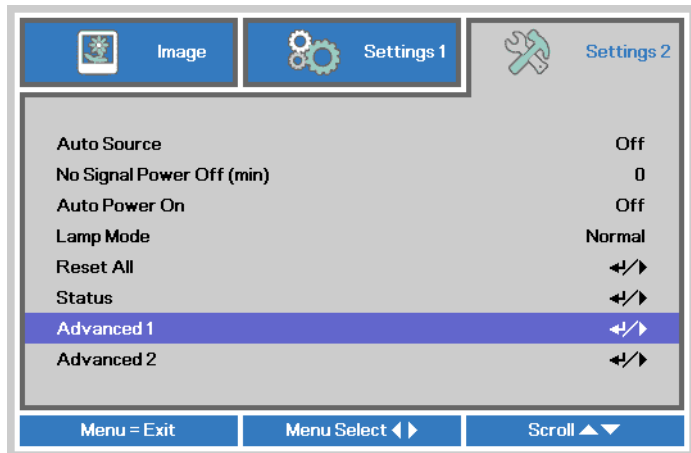 Image Settings 1 Settings 2
Auto Source Off
No Signal Power Off (min) 0
Auto Power On Off
Lamp Mode Normal
Reset All ↵/▶
Status ↵/▶
Advanced 1 ↵/▶
Advanced 2 ↵/▶
Menu = Exit Menu Select ◀ ▶ Scroll ▲ ▼